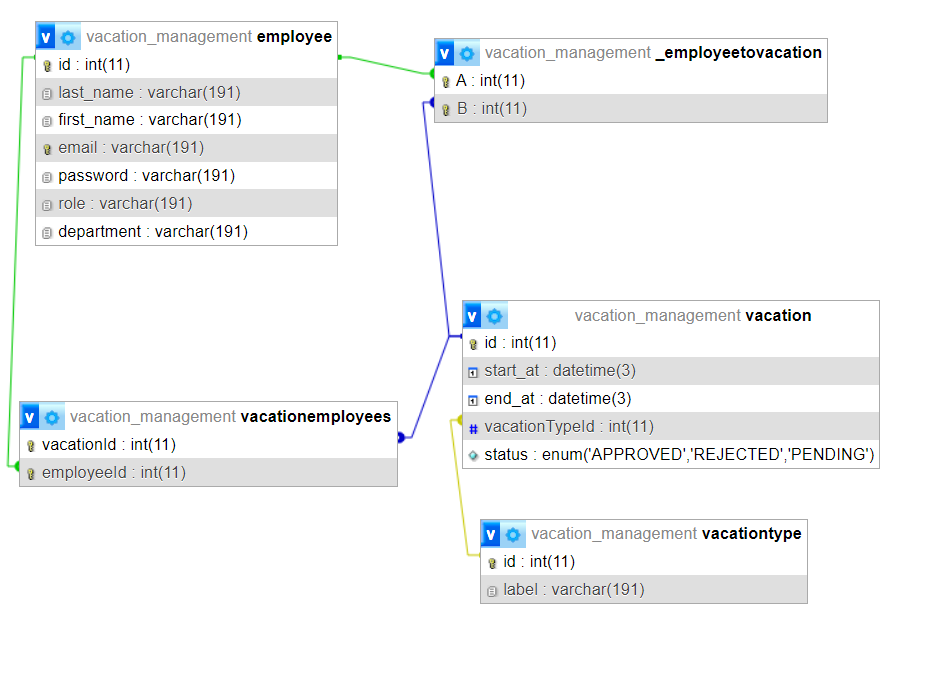 v vacation_management employee
id : int(11)
last_name : varchar(191)
first_name : varchar(191)
email : varchar(191)
password : varchar(191)
role : varchar(191)
department : varchar(191)
v vacation_management _employeetovacation
A : int(11)
B : int(11)
v vacation_management vacation
id : int(11)
start_at : datetime(3)
end_at : datetime(3)
# vacationTypeId : int(11)
status : enum('APPROVED','REJECTED','PENDING')
v vacation_management vacationemployees
vacationId : int(11)
employeeId : int(11)
v vacation_management vacationtype
id : int(11)
label : varchar(191)